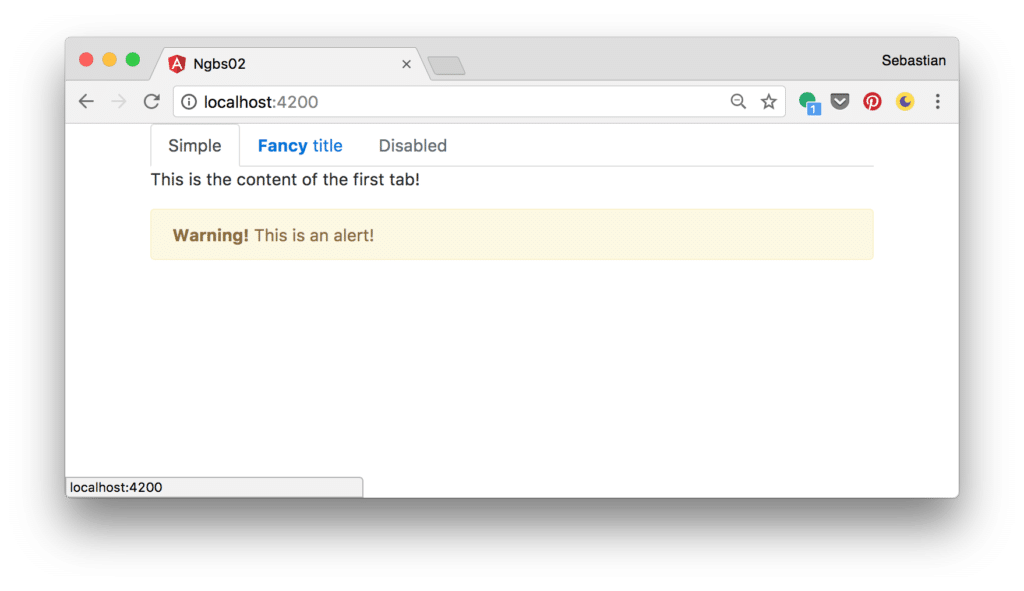 Ngbs02
Sebastian
localhost:4200
1
Simple Fancy title Disabled
This is the content of the first tab!
Warning! This is an alert!
localhost:4200